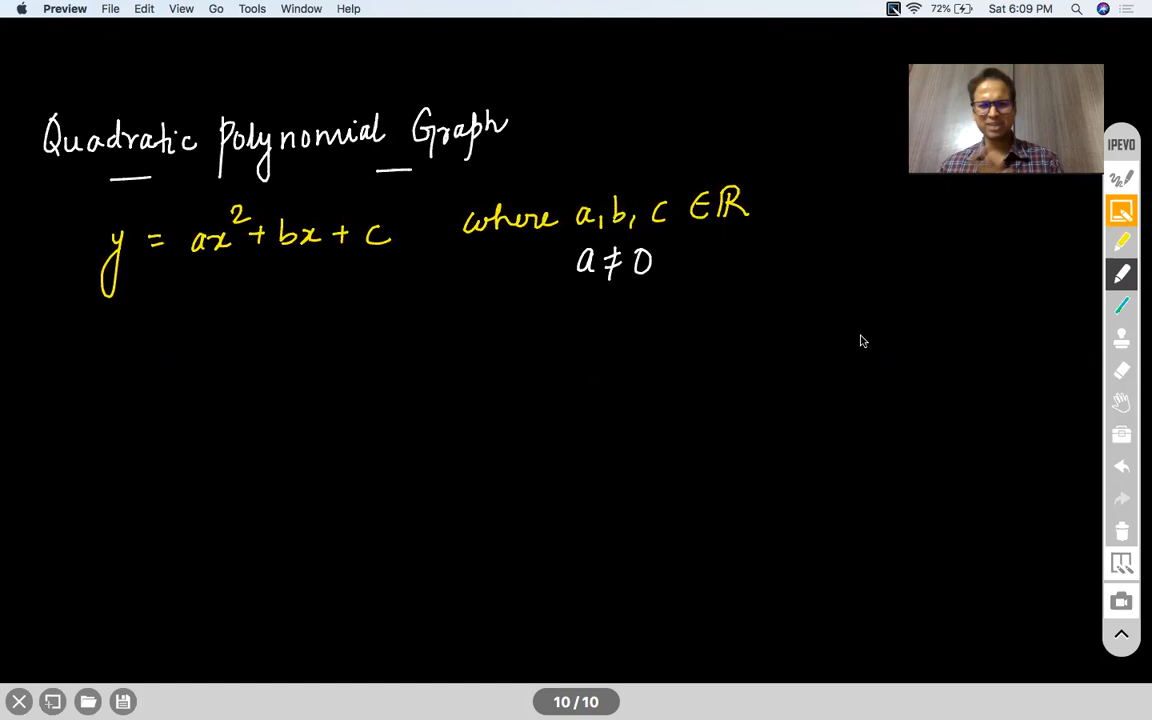 Preview File Edit View Go Tools Window Help 72% Sat 6:09 PM
Quadratic Polynomial Graph
y = ax² + bx + c where a, b, c ∈ ℝ
a ≠ 0
IPEVO
10 / 10